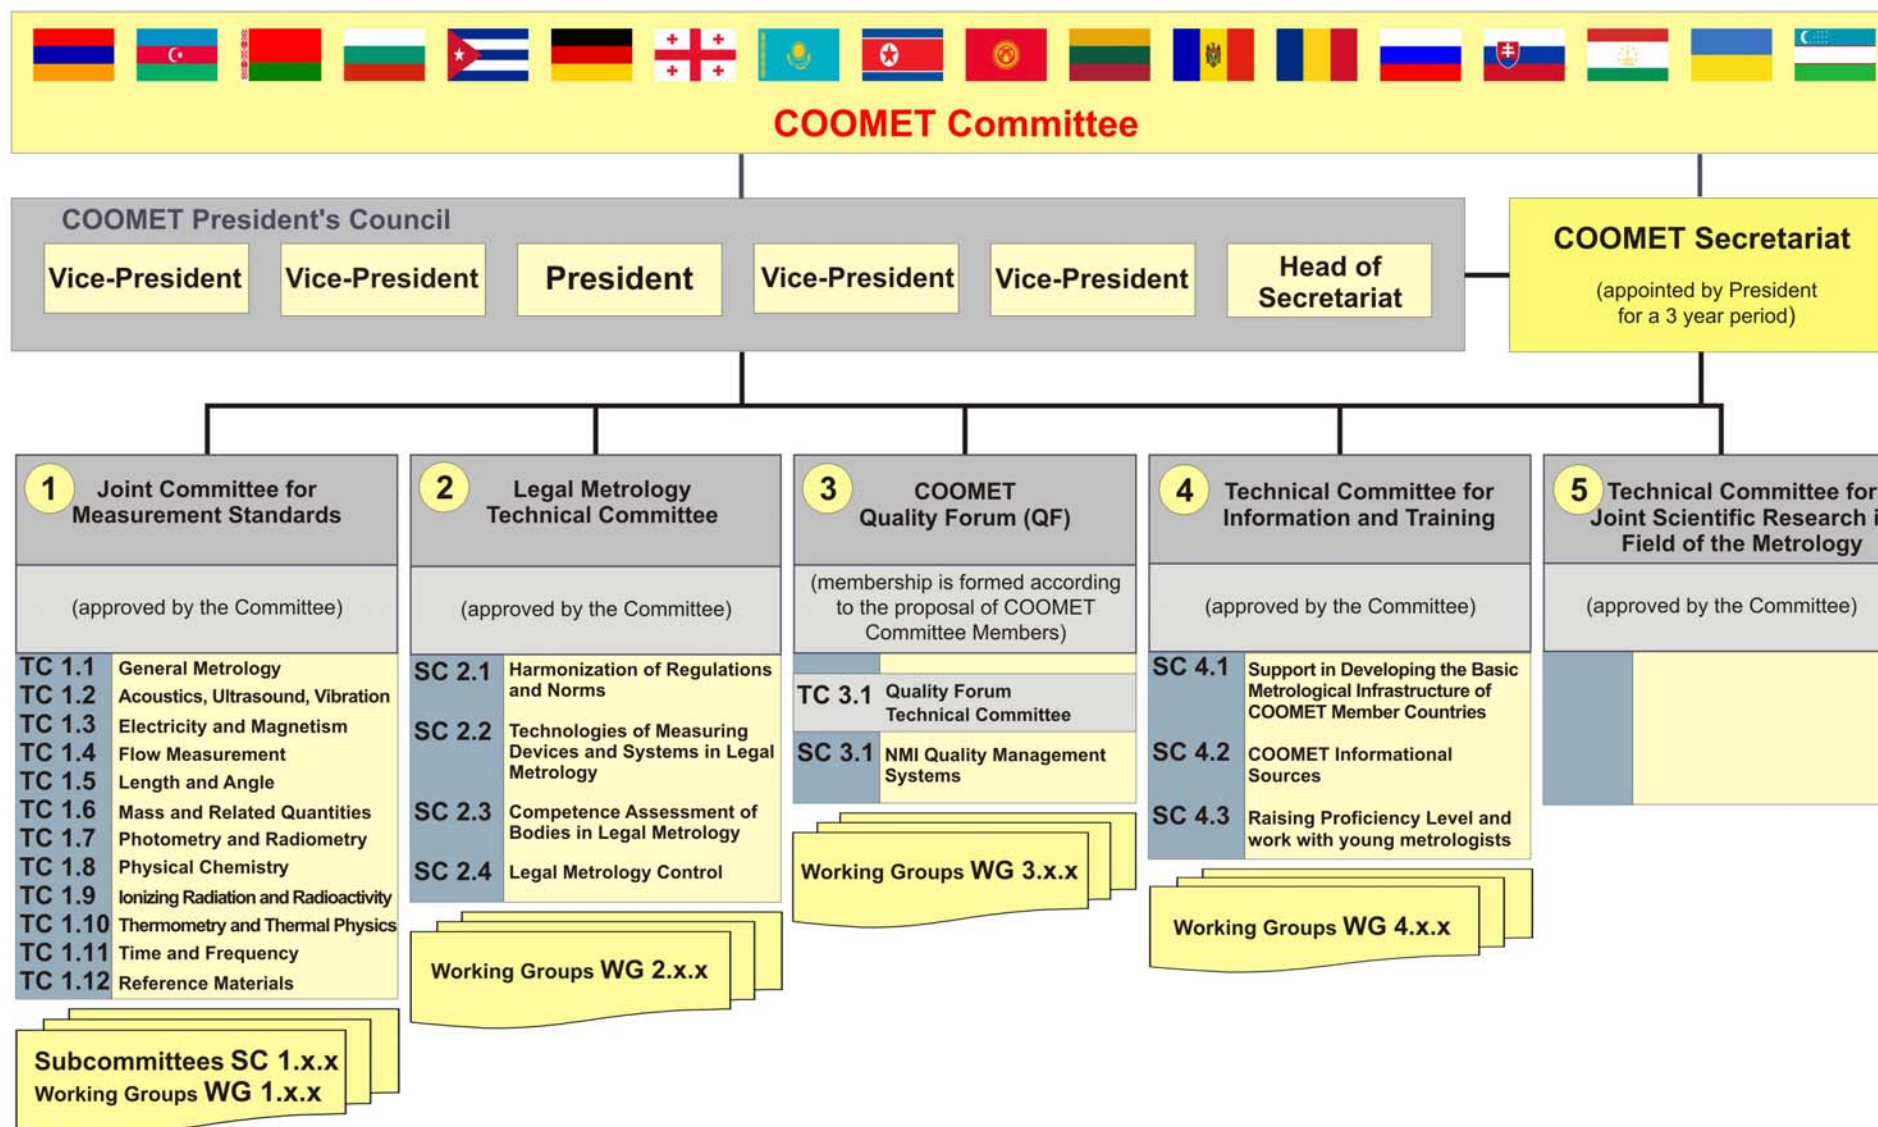 COOMET Committee
COOMET President's Council
Vice-President
Vice-President
President
Vice-President
Vice-President
Head of
Secretariat
COOMET Secretariat
(appointed by President
for a 3 year period)
1
Joint Committee for
Measurement Standards
(approved by the Committee)
TC 1.1 General Metrology
TC 1.2 Acoustics, Ultrasound, Vibration
TC 1.3 Electricity and Magnetism
TC 1.4 Flow Measurement
TC 1.5 Length and Angle
TC 1.6 Mass and Related Quantities
TC 1.7 Photometry and Radiometry
TC 1.8 Physical Chemistry
TC 1.9 Ionizing Radiation and Radioactivity
TC 1.10 Thermometry and Thermal Physics
TC 1.11 Time and Frequency
TC 1.12 Reference Materials
Subcommittees SC 1.x.x
Working Groups WG 1.x.x
2
Legal Metrology
Technical Committee
(approved by the Committee)
SC 2.1 Harmonization of Regulations
and Norms
SC 2.2 Technologies of Measuring
Devices and Systems in Legal
Metrology
SC 2.3 Competence Assessment of
Bodies in Legal Metrology
SC 2.4 Legal Metrology Control
Working Groups WG 2.x.x
3
COOMET
Quality Forum (QF)
(membership is formed according
to the proposal of COOMET
Committee Members)
TC 3.1 Quality Forum
Technical Committee
SC 3.1 NMI Quality Management
Systems
Working Groups WG 3.x.x
4
Technical Committee for
Information and Training
(approved by the Committee)
SC 4.1 Support in Developing the Basic
Metrological Infrastructure of
COOMET Member Countries
SC 4.2 COOMET Informational
Sources
SC 4.3 Raising Proficiency Level and
work with young metrologists
Working Groups WG 4.x.x
5
Technical Committee for
Joint Scientific Research
Field of the Metrology
(approved by the Committee)